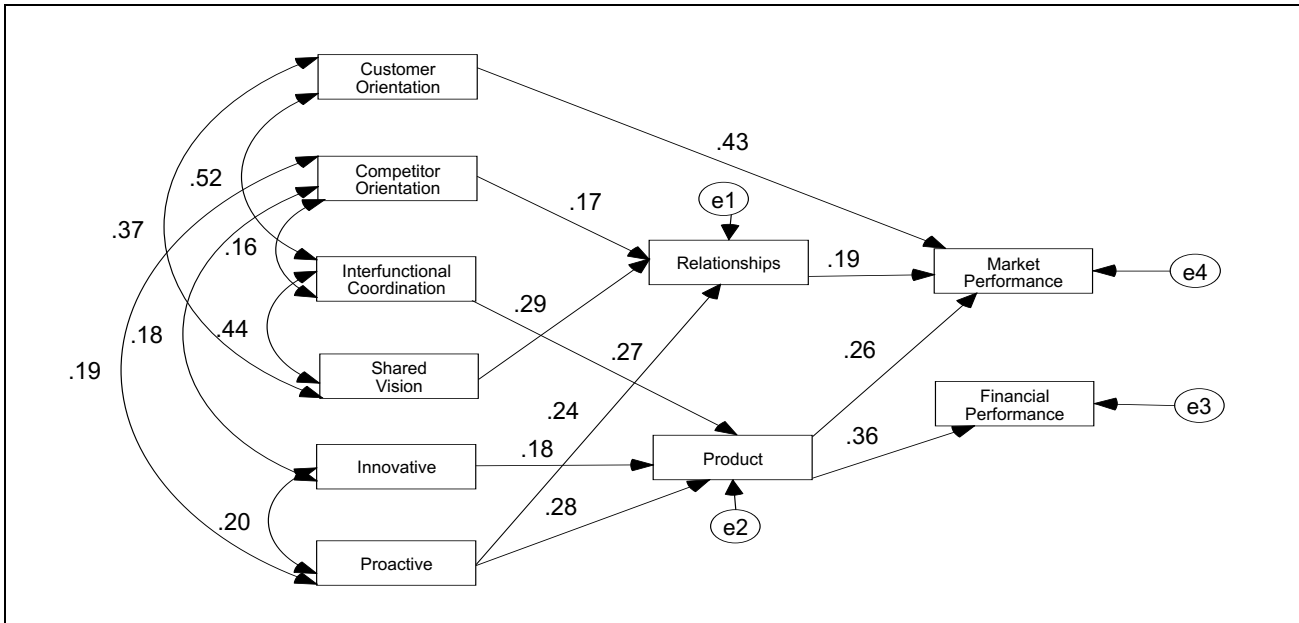 Customer
Orientation
.43
Competitor
Orientation
.52
.17
e1
.37
.16
Interfunctional
Coordination
Relationships
.19
Market
Performance
e4
.29
.44
.18
.19
Shared
Vision
.27
.26
.24
Financial
Performance
e3
.36
Innovative
.18
Product
.28
e2
.20
Proactive